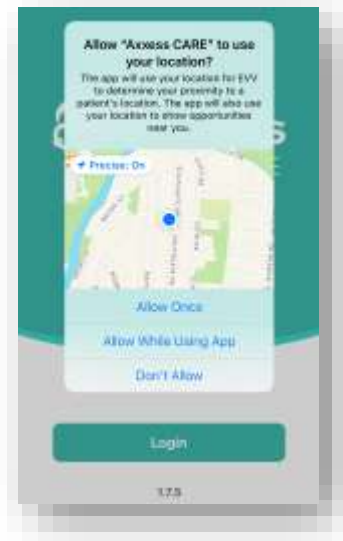 Allow "Axxess CARE" to use
your location?
The app will use your location for EVV
to determine your proximity to a
patient's location. The app will also use
your location to show opportunities
near you.
Precise: On
Allow Once
Allow While Using App
Don't Allow
Login
1.7.5